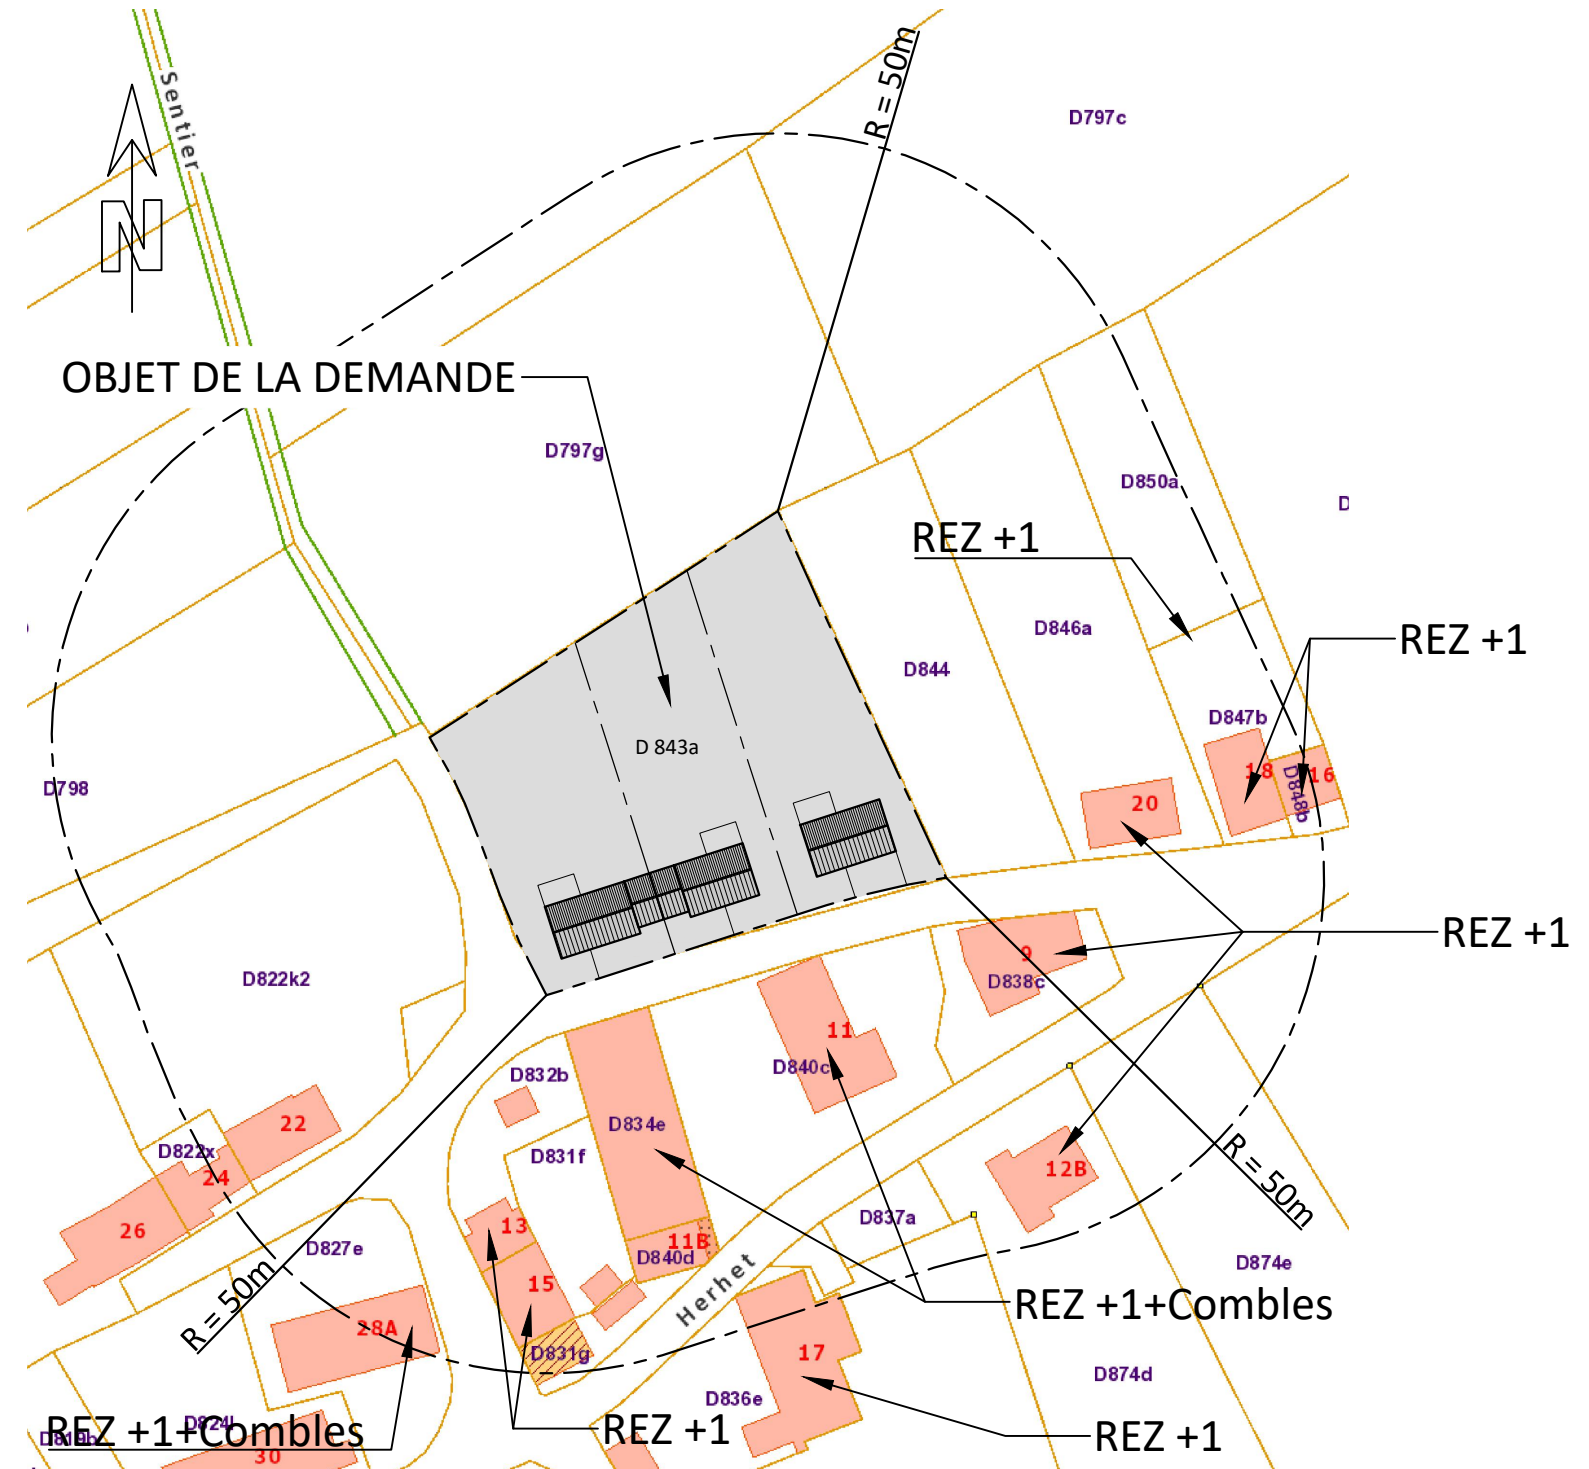 R = 50m
D797c
Sentier
N
OBJET DE LA DEMANDE
D797g
D850a
D
REZ +1
D846a
REZ +1
D844
D847b
D 843a
18
D848b
16
D798
20
REZ +1
9
D822k2
D838c
11
D840c
D832b
22
D834e
D822x
D831f
12B
24
R = 50m
D837a
13
26
11B
D827e
D840d
D874e
15
Herhet
R = 50m
REZ +1+Combles
28A
D831g
17
D874d
D836e
D824l
REZ +1+Combles
REZ +1
REZ +1
D819b
30